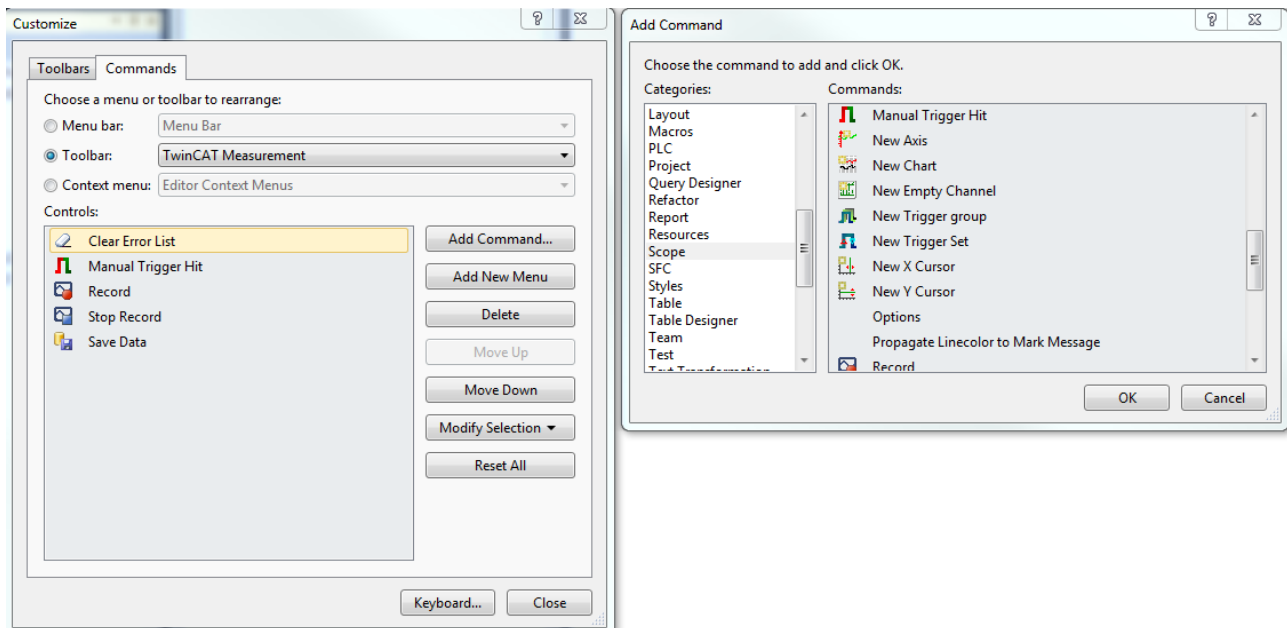 Customize
Toolbars Commands
Choose a menu or toolbar to rearrange:
Menu bar: Menu Bar
Toolbar: TwinCAT Measurement
Context menu: Editor Context Menus
Controls:
Clear Error List
Manual Trigger Hit
Record
Stop Record
Save Data
Add Command...
Add New Menu
Delete
Move Up
Move Down
Modify Selection
Reset All
Keyboard... Close
Add Command
Choose the command to add and click OK.
Categories:
Layout
Macros
PLC
Project
Query Designer
Refactor
Report
Resources
Scope
SFC
Styles
Table
Table Designer
Team
Test
Text Transformation
Commands:
Manual Trigger Hit
New Axis
New Chart
New Empty Channel
New Trigger group
New Trigger Set
New X Cursor
New Y Cursor
Options
Propagate Linecolor to Mark Message
Record
OK Cancel